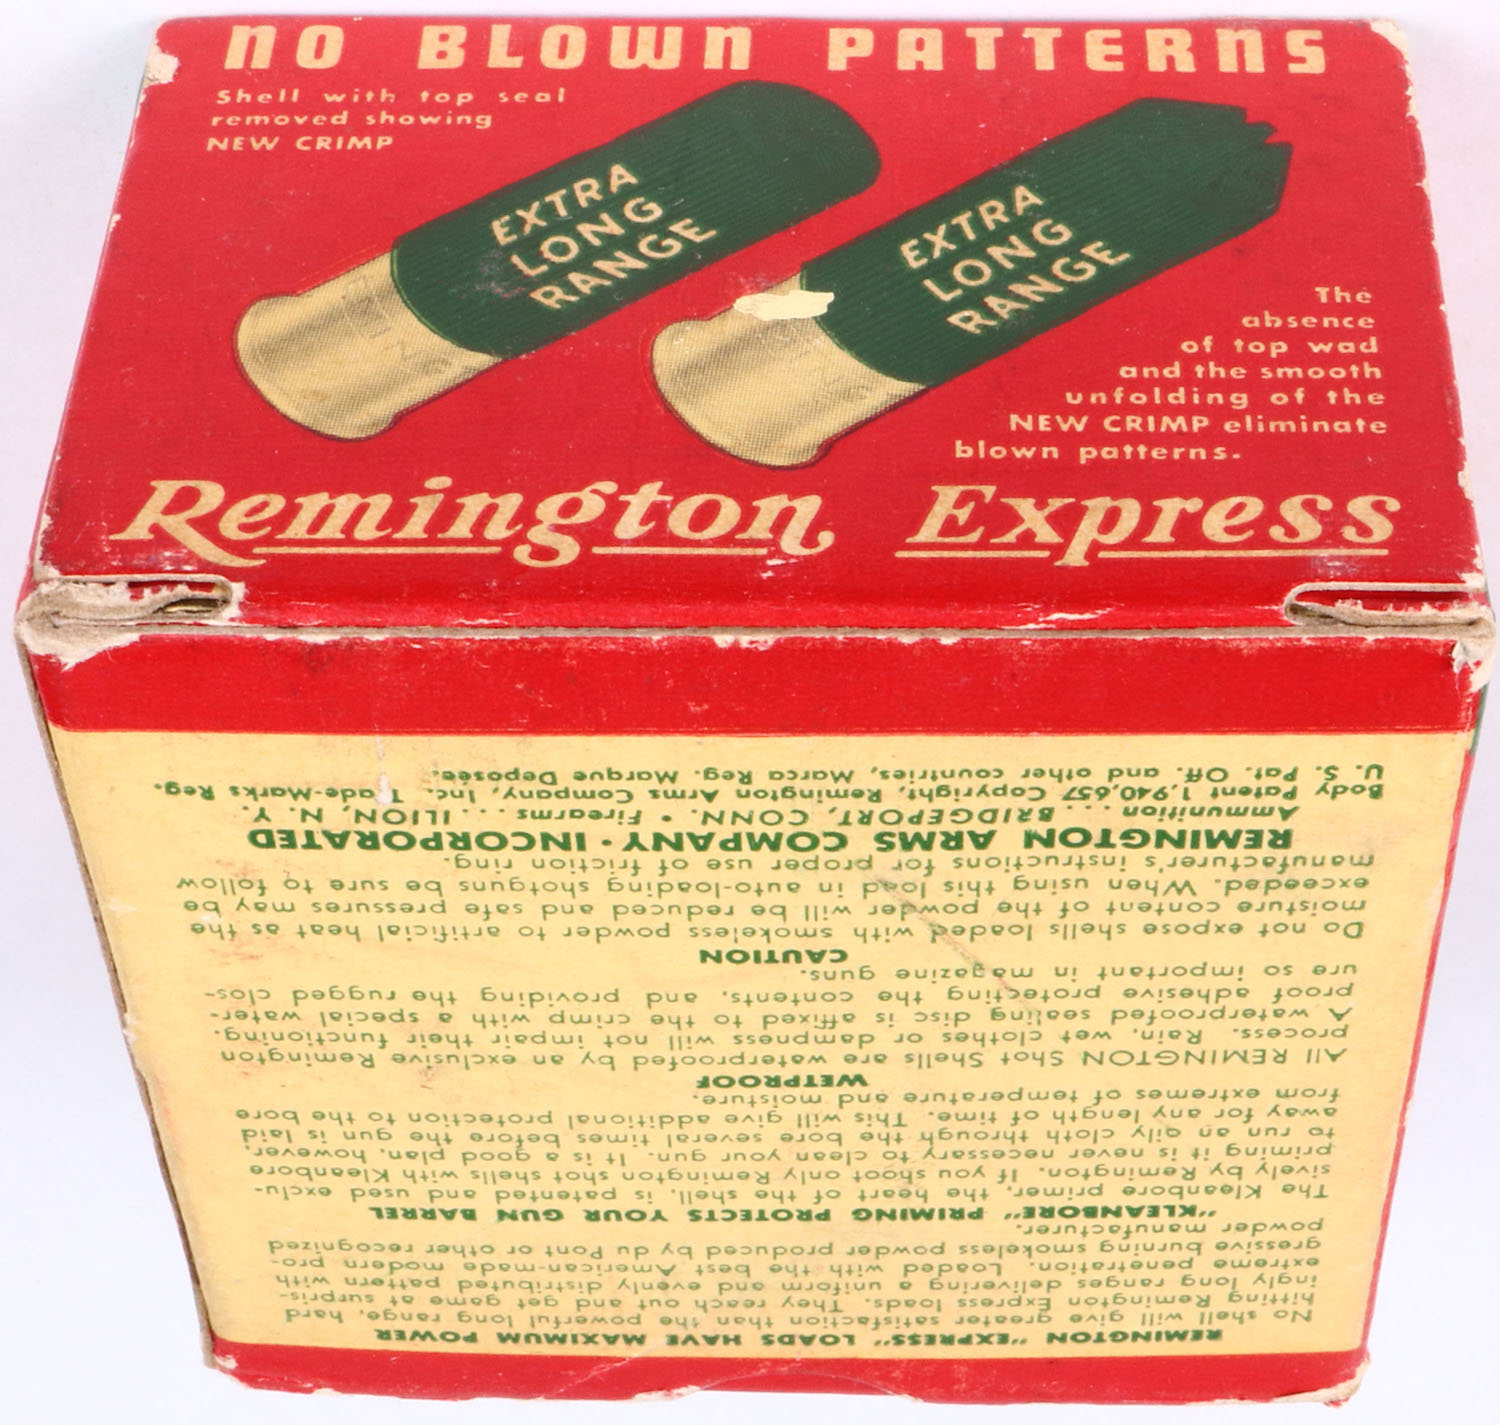 NO BLOWN PATTERNS
Shell with top seal
removed showing
NEW CRIMP
EXTRA
LONG
RANGE
EXTRA
LONG
RANGE
The
absence
of top wad
and the smooth
unfolding of the
NEW CRIMP eliminate
blown patterns.
Remington Express
REMINGTON "EXPRESS" LOADS HAVE MAXIMUM POWER
No shell will give greater satisfaction than the powerful long range, hard
hitting Remington Express loads. They reach out and get game at surpris-
ingly long ranges delivering a uniform and evenly distributed pattern with
extreme penetration. Loaded with the best American-made modern pro-
gressive burning smokeless powder produced by du Pont or other recognized
powder manufacturer.
"KLEANBORE" PRIMING PROTECTS YOUR GUN BARREL
The Kleanbore primer, the heart of the shell, is patented and used exclu-
sively by Remington. If you shoot only Remington shot shells with Kleanbore
priming it is never necessary to clean your gun. It is a good plan, however,
to run an oily cloth through the bore several times before the gun is laid
away for any length of time. This will give additional protection to the bore
from extremes of temperature and moisture.
WETPROOF
All REMINGTON Shot Shells are waterproofed by an exclusive Remington
process. Rain, wet clothes or dampness will not impair their functioning.
A waterproofed sealing disc is affixed to the crimp with a special water-
proof adhesive protecting the contents, and providing the rugged clos-
ure so important in magazine guns.
CAUTION
Do not expose shells loaded with smokeless powder to artificial heat as the
moisture content of the powder will be reduced and safe pressures may be
exceeded. When using this load in auto-loading shotguns be sure to follow
manufacturer's instructions for proper use of friction ring.
REMINGTON ARMS COMPANY · INCORPORATED
Ammunition . . . BRIDGEPORT, CONN. • Firearms . . . ILION, N. Y.
Body Patent 1,940,657 Copyright, Remington Arms Company, Inc. Trade-Marks Reg.
U. S. Pat. Off. and other countries, Marca Reg. Marque Deposée.